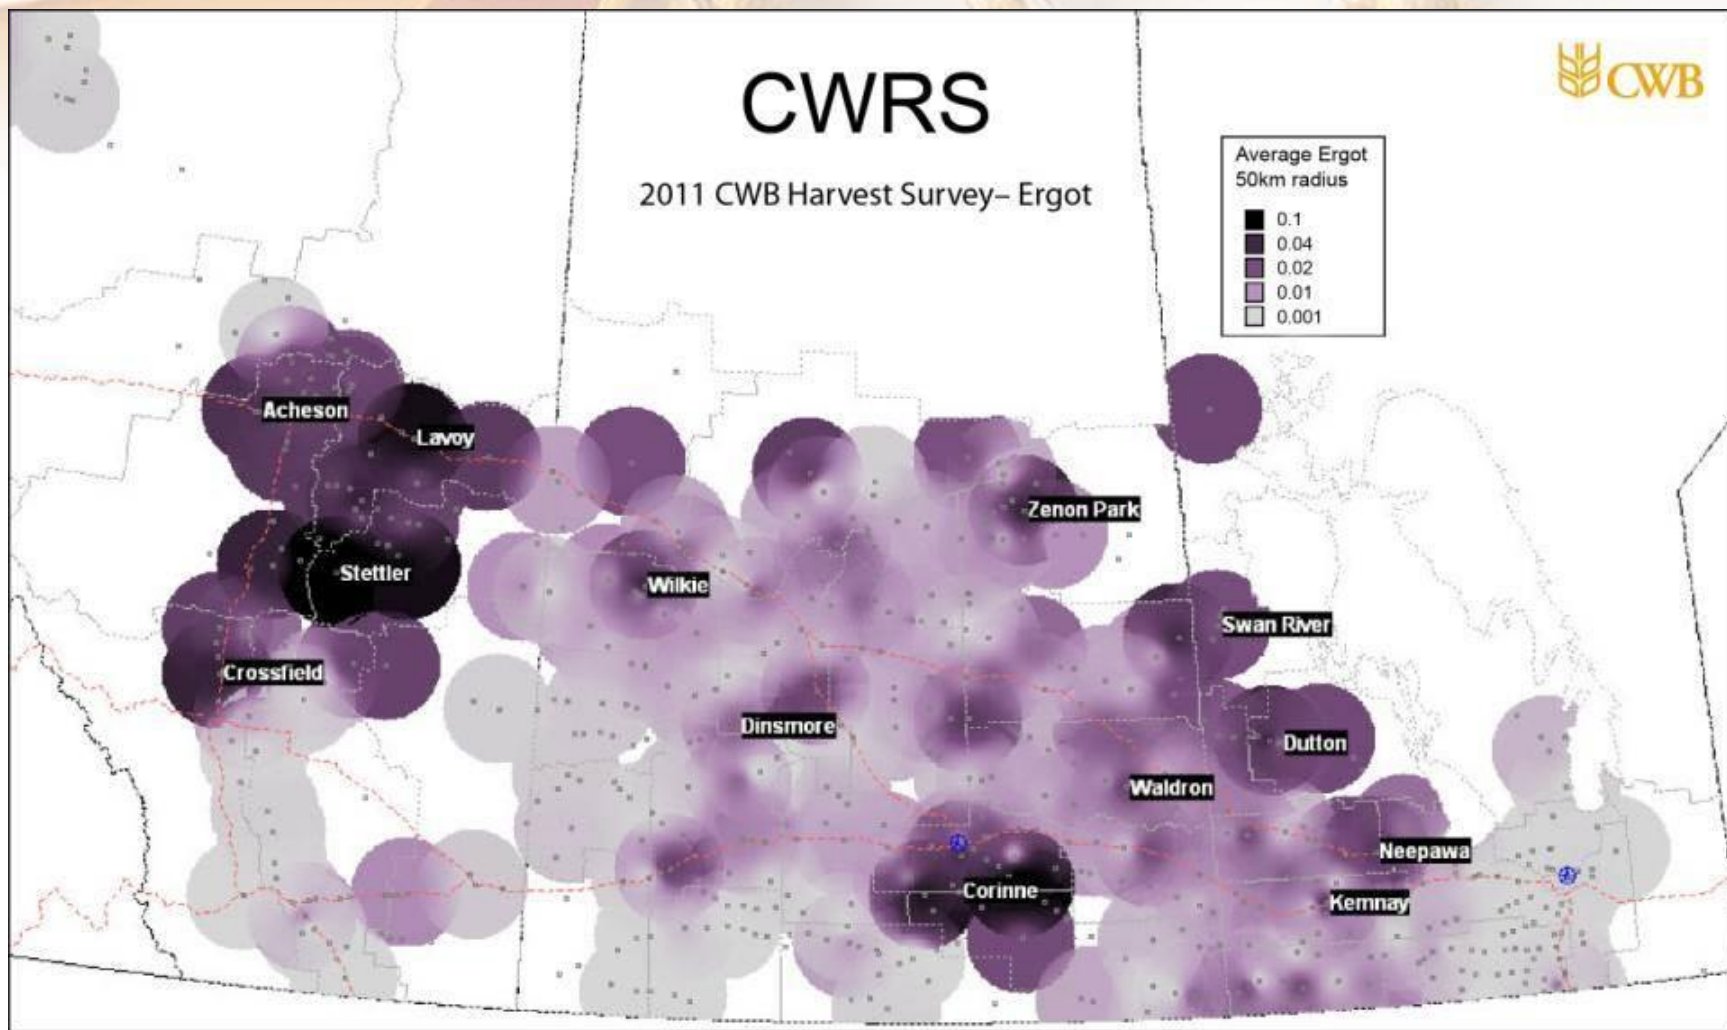 CWRS
CWB
2011 CWB Harvest Survey– Ergot
Average Ergot
50km radius
0.1
0.04
0.02
0.01
0.001
Acheson
Lavoy
Zenon Park
Stettler
Wilkie
Swan River
Crossfield
Dinsmore
Dutton
Waldron
Neepawa
Corinne
Kemnay